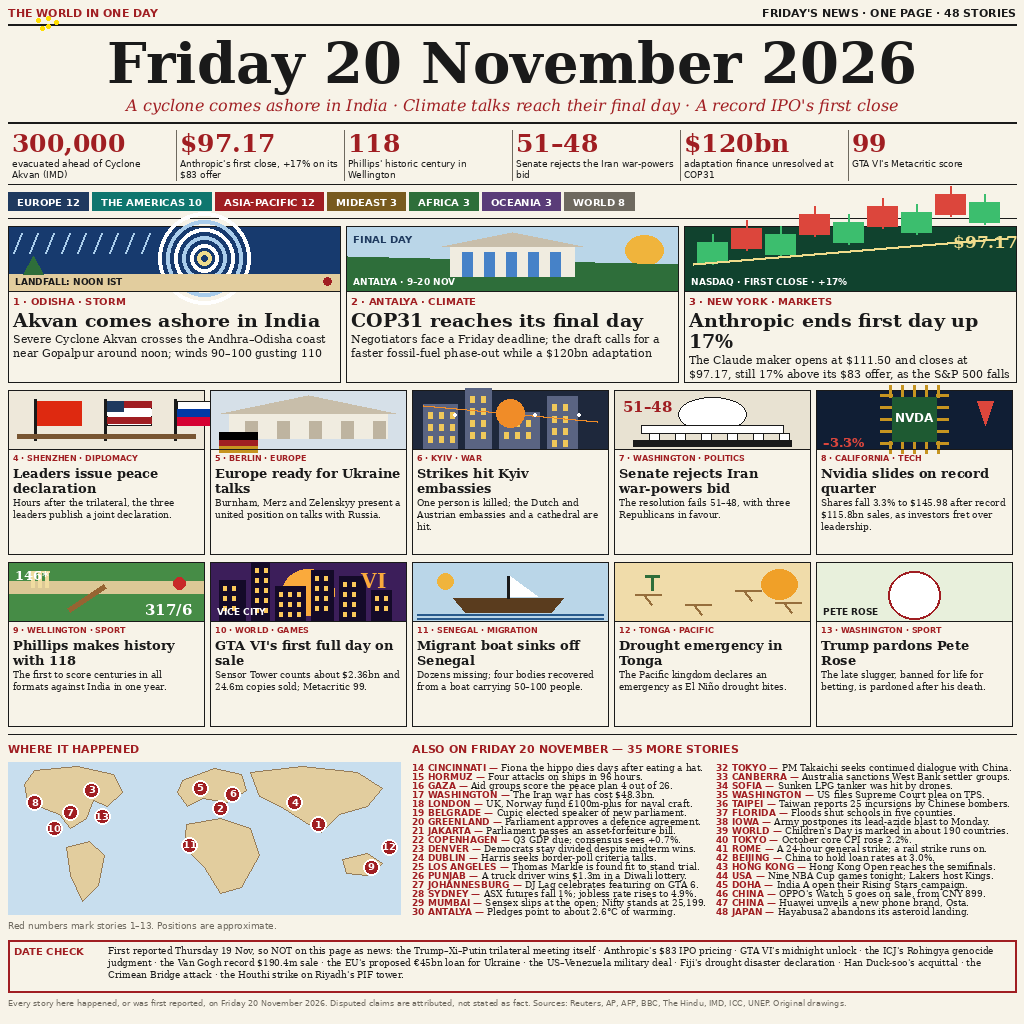 THE WORLD IN ONE DAY
FRIDAY'S NEWS · ONE PAGE · 48 STORIES
Friday 20 November 2026
A cyclone comes ashore in India · Climate talks reach their final day · A record IPO's first close
300,000
evacuated ahead of Cyclone
Akvan (IMD)
$97.17
Anthropic's first close, +17% on its
$83 offer
118
Phillips' historic century in
Wellington
51–48
Senate rejects the Iran war-powers
bid
$120bn
adaptation finance unresolved at
COP31
99
GTA VI's Metacritic score
EUROPE 12
THE AMERICAS 10
ASIA-PACIFIC 12
MIDEAST 3
AFRICA 3
OCEANIA 3
WORLD 8
LANDFALL: NOON IST
1 · ODISHA · STORM
Akvan comes ashore in India
Severe Cyclone Akvan crosses the Andhra–Odisha coast
near Gopalpur around noon; winds 90–100 gusting 110
FINAL DAY
ANTALYA · 9–20 NOV
2 · ANTALYA · CLIMATE
COP31 reaches its final day
Negotiators face a Friday deadline; the draft calls for a
faster fossil-fuel phase-out while a $120bn adaptation
$97.17
NASDAQ · FIRST CLOSE · +17%
3 · NEW YORK · MARKETS
Anthropic ends first day up
17%
The Claude maker opens at $111.50 and closes at
$97.17, still 17% above its $83 offer, as the S&P 500 falls
4 · SHENZHEN · DIPLOMACY
Leaders issue peace
declaration
Hours after the trilateral, the three
leaders publish a joint declaration.
5 · BERLIN · EUROPE
Europe ready for Ukraine
talks
Burnham, Merz and Zelenskyy present a
united position on talks with Russia.
6 · KYIV · WAR
Strikes hit Kyiv
embassies
One person is killed; the Dutch and
Austrian embassies and a cathedral are
hit.
51–48
7 · WASHINGTON · POLITICS
Senate rejects Iran
war-powers bid
The resolution fails 51–48, with three
Republicans in favour.
NVDA
–3.3%
8 · CALIFORNIA · TECH
Nvidia slides on record
quarter
Shares fall 3.3% to $145.98 after record
$115.8bn sales, as investors fret over
leadership.
146*
317/6
9 · WELLINGTON · SPORT
Phillips makes history
with 118
The first to score centuries in all
formats against India in one year.
VI
VICE CITY
10 · WORLD · GAMES
GTA VI's first full day on
sale
Sensor Tower counts about $2.36bn and
24.6m copies sold; Metacritic 99.
11 · SENEGAL · MIGRATION
Migrant boat sinks off
Senegal
Dozens missing; four bodies recovered
from a boat carrying 50–100 people.
12 · TONGA · PACIFIC
Drought emergency in
Tonga
The Pacific kingdom declares an
emergency as El Niño drought bites.
PETE ROSE
13 · WASHINGTON · SPORT
Trump pardons Pete
Rose
The late slugger, banned for life for
betting, is pardoned after his death.
WHERE IT HAPPENED
8
3
7
13
10
5
6
2
4
1
11
12
9
Red numbers mark stories 1–13. Positions are approximate.
ALSO ON FRIDAY 20 NOVEMBER — 35 MORE STORIES
14 CINCINNATI — Fiona the hippo dies days after eating a hat.
15 HORMUZ — Four attacks on ships in 96 hours.
16 GAZA — Aid groups score the peace plan 4 out of 26.
17 WASHINGTON — The Iran war has cost $48.3bn.
18 LONDON — UK, Norway fund £100m-plus for naval craft.
19 BELGRADE — Cupic elected speaker of new parliament.
20 GREENLAND — Parliament approves a defence agreement.
21 JAKARTA — Parliament passes an asset-forfeiture bill.
22 COPENHAGEN — Q3 GDP due; consensus sees +0.7%.
23 DENVER — Democrats stay divided despite midterm wins.
24 DUBLIN — Harris seeks border-poll criteria talks.
25 LOS ANGELES — Thomas Markle is found fit to stand trial.
26 PUNJAB — A truck driver wins $1.3m in a Diwali lottery.
27 JOHANNESBURG — DJ Lag celebrates featuring on GTA 6.
28 SYDNEY — ASX futures fall 1%; jobless rate rises to 4.9%.
29 MUMBAI — Sensex slips at the open; Nifty stands at 25,199.
30 ANTALYA — Pledges point to about 2.6°C of warming.
32 TOKYO — PM Takaichi seeks continued dialogue with China.
33 CANBERRA — Australia sanctions West Bank settler groups.
34 SOFIA — Sunken LPG tanker was hit by drones.
35 WASHINGTON — US files Supreme Court plea on TPS.
36 TAIPEI — Taiwan reports 25 incursions by Chinese bombers.
37 FLORIDA — Floods shut schools in five counties.
38 IOWA — Army postpones its lead-azide blast to Monday.
39 WORLD — Children's Day is marked in about 190 countries.
40 TOKYO — October core CPI rose 2.2%.
41 ROME — A 24-hour general strike; a rail strike runs on.
42 BEIJING — China to hold loan rates at 3.0%.
43 HONG KONG — Hong Kong Open reaches the semifinals.
44 USA — Nine NBA Cup games tonight; Lakers host Kings.
45 DOHA — India A open their Rising Stars campaign.
46 CHINA — OPPO's Watch 5 goes on sale, from CNY 899.
47 CHINA — Huawei unveils a new phone brand, Osta.
48 JAPAN — Hayabusa2 abandons its asteroid landing.
DATE CHECK
First reported Thursday 19 Nov, so NOT on this page as news: the Trump–Xi–Putin trilateral meeting itself · Anthropic's $83 IPO pricing · GTA VI's midnight unlock · the ICJ's Rohingya genocide
judgment · the Van Gogh record $190.4m sale · the EU's proposed €45bn loan for Ukraine · the US–Venezuela military deal · Fiji's drought disaster declaration · Han Duck-soo's acquittal · the
Crimean Bridge attack · the Houthi strike on Riyadh's PIF tower.
Every story here happened, or was first reported, on Friday 20 November 2026. Disputed claims are attributed, not stated as fact. Sources: Reuters, AP, AFP, BBC, The Hindu, IMD, ICC, UNEP. Original drawings.